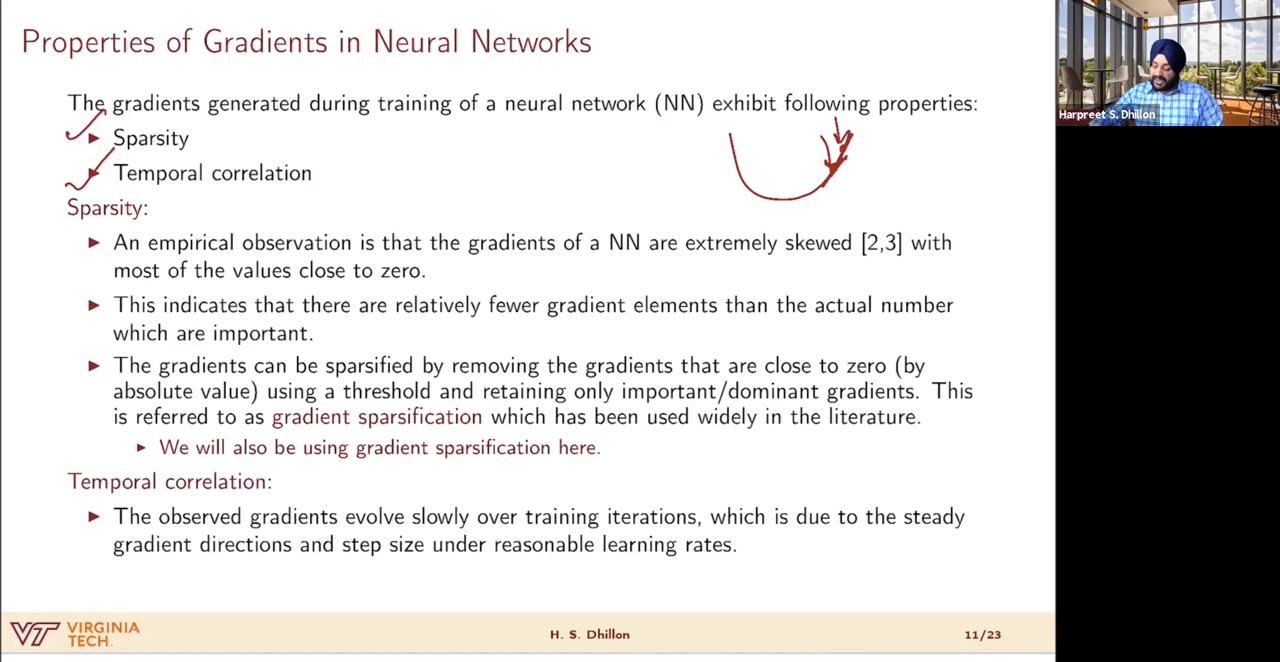 Properties of Gradients in Neural Networks
The gradients generated during training of a neural network (NN) exhibit following properties:
Sparsity
Temporal correlation
Sparsity:
An empirical observation is that the gradients of a NN are extremely skewed [2,3] with
most of the values close to zero.
This indicates that there are relatively fewer gradient elements than the actual number
which are important.
The gradients can be sparsified by removing the gradients that are close to zero (by
absolute value) using a threshold and retaining only important/dominant gradients. This
is referred to as gradient sparsification which has been used widely in the literature.
We will also be using gradient sparsification here.
Temporal correlation:
The observed gradients evolve slowly over training iterations, which is due to the steady
gradient directions and step size under reasonable learning rates.
VT VIRGINIA
TECH.
H. S. Dhillon
11/23
Harpreet S. Dhillon